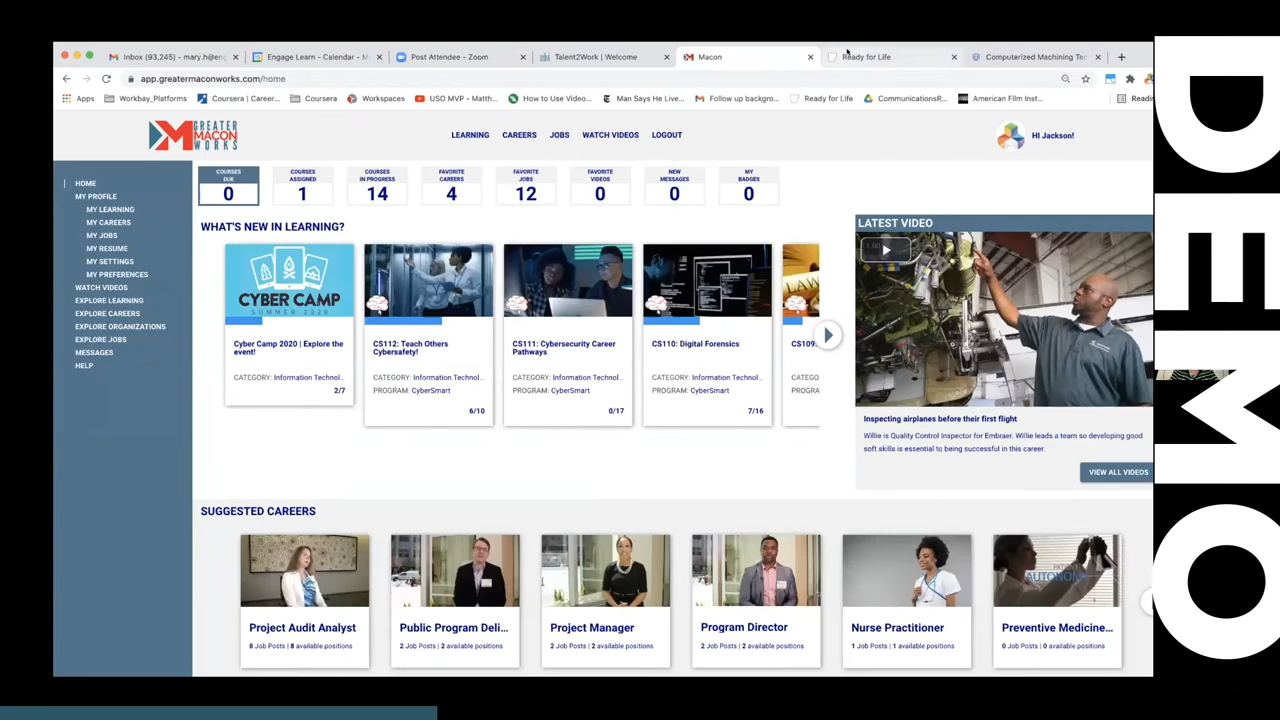 Inbox (93,245) - mary.h@eng
Engage Learn - Calendar - M
Post Attendee - Zoom
Talent2Work | Welcome
Macon
Ready for Life
Computerized Machining Tec
app.greatermaconworks.com/home
Apps
Workbay_Platforms
Coursera | Career...
Coursera
Workspaces
USO MVP – Matth...
How to Use Video...
Man Says He Live...
Follow up backgro...
Ready for Life
CommunicationsR...
American Film Inst...
GREATER
MACON
WORKS
LEARNING
CAREERS
JOBS
WATCH VIDEOS
LOGOUT
HI Jackson!
HOME
MY PROFILE
MY LEARNING
MY CAREERS
MY JOBS
MY RESUME
MY SETTINGS
MY PREFERENCES
WATCH VIDEOS
EXPLORE LEARNING
EXPLORE CAREERS
EXPLORE ORGANIZATIONS
EXPLORE JOBS
MESSAGES
HELP
COURSES DUE
0
COURSES ASSIGNED
1
COURSES IN PROGRESS
14
FAVORITE CAREERS
4
FAVORITE JOBS
12
FAVORITE VIDEOS
0
NEW MESSAGES
0
MY BADGES
0
WHAT'S NEW IN LEARNING?
CYBER CAMP
SUMMER 2020
Cyber Camp 2020 | Explore the
event!
CATEGORY: Information Technol...
2/7
CS112: Teach Others
Cybersafety!
CATEGORY: Information Technol...
PROGRAM: CyberSmart
6/10
CS111: Cybersecurity Career
Pathways
CATEGORY: Information Technol...
PROGRAM: CyberSmart
0/17
CS110: Digital Forensics
CATEGORY: Information Technol...
PROGRAM: CyberSmart
7/16
LATEST VIDEO
1.00
Inspecting airplanes before their first flight
Willie is Quality Control Inspector for Embraer. Willie leads a team so developing good
soft skills is essential to being successful in this career.
VIEW ALL VIDEOS
SUGGESTED CAREERS
Project Audit Analyst
8 Job Posts | 8 available positions
Public Program Deli...
2 Job Posts | 2 available positions
Project Manager
2 Job Posts | 2 available positions
Program Director
2 Job Posts | 2 available positions
Nurse Practitioner
1 Job Posts | 1 available positions
PATIENT
AUTONOMY
Preventive Medicine...
0 Job Posts | 0 available positions
DEMO